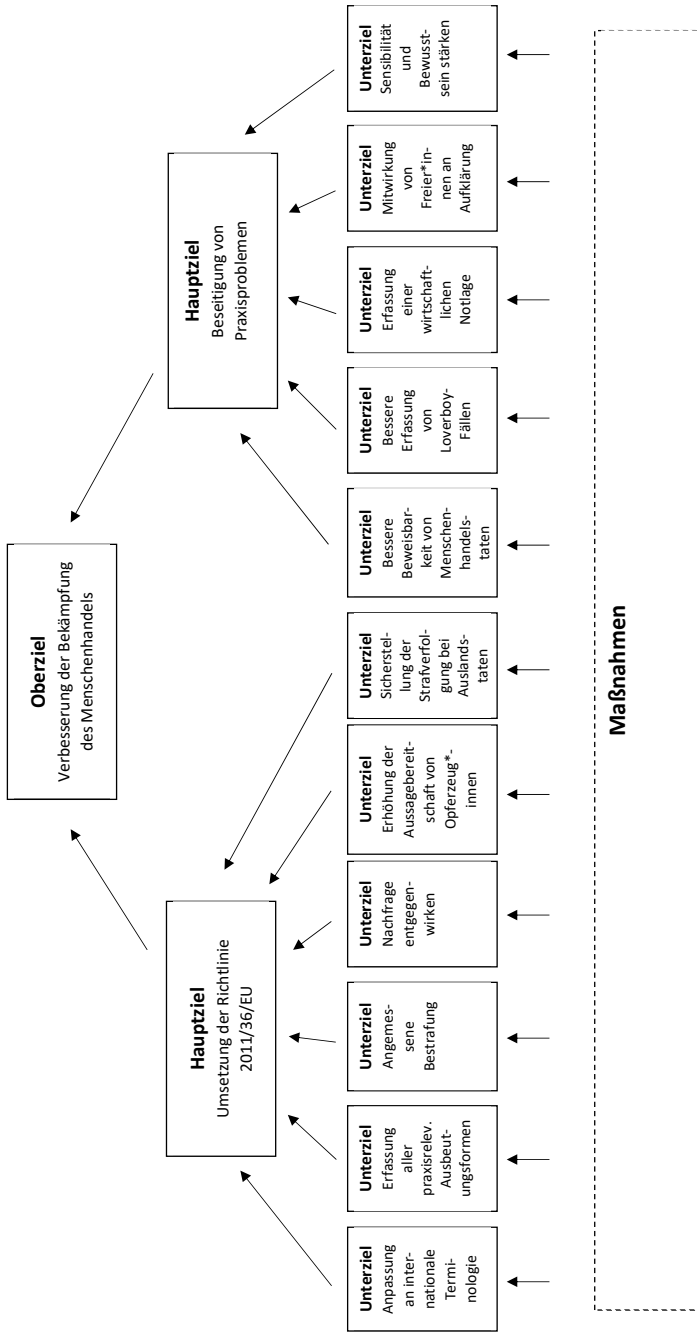 Oberziel
Verbesserung der Bekämpfung
des Menschenhandels
Hauptziel
Umsetzung der Richtlinie
2011/36/EU
Hauptziel
Beseitigung von
Praxisproblemen
Unterziel
Anpassung
an inter-
nationale
Termi-
nologie
Unterziel
Erfassung
aller
praxisrelev.
Ausbeut-
ungsformen
Unterziel
Angemes-
sene
Bestrafung
Unterziel
Nachfrage
entgegen-
wirken
Unterziel
Erhöhung der
Aussagebereit-
schaft von
Opferzeug*-
innen
Unterziel
Sicherstel-
lung der
Strafverfol-
gung bei
Auslands-
taten
Unterziel
Bessere
Beweisbar-
keit von
Menschen-
handels-
taten
Unterziel
Bessere
Erfassung
von
Loverboy-
Fällen
Unterziel
Erfassung
einer
wirtschaft-
lichen
Notlage
Unterziel
Mitwirkung
von
Freier*in-
nen an
Aufklärung
Unterziel
Sensibilität
und
Bewusst-
sein stärken
Maßnahmen